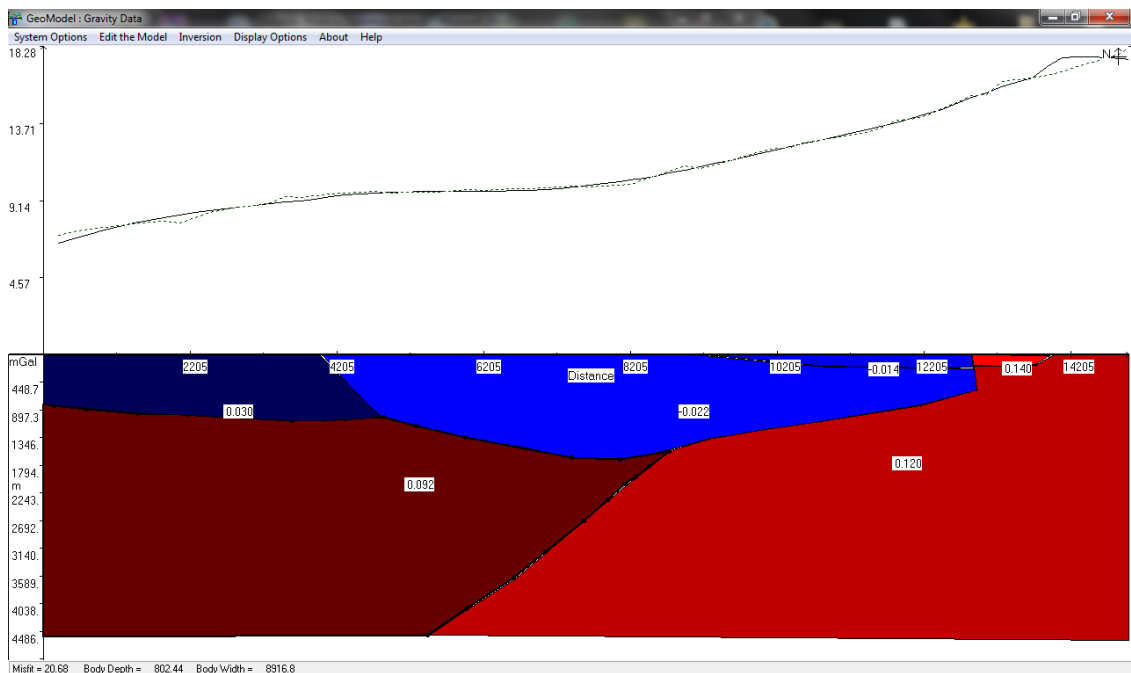 GeoModel : Gravity Data
System Options Edit the Model Inversion Display Options About Help
18.28
N
13.71
9.14
4.57
mGal
2205 4205 6205 8205 10205 -0.014 12205 0.140 14205
Distance
448.7
897.3 0.030 -0.022
1346
1794
m 0.092 0.120
2243.
2692.
3140.
3589.
4038.
4486.
Misfit = 20.68 Body Depth = 802.44 Body Width = 8916.8